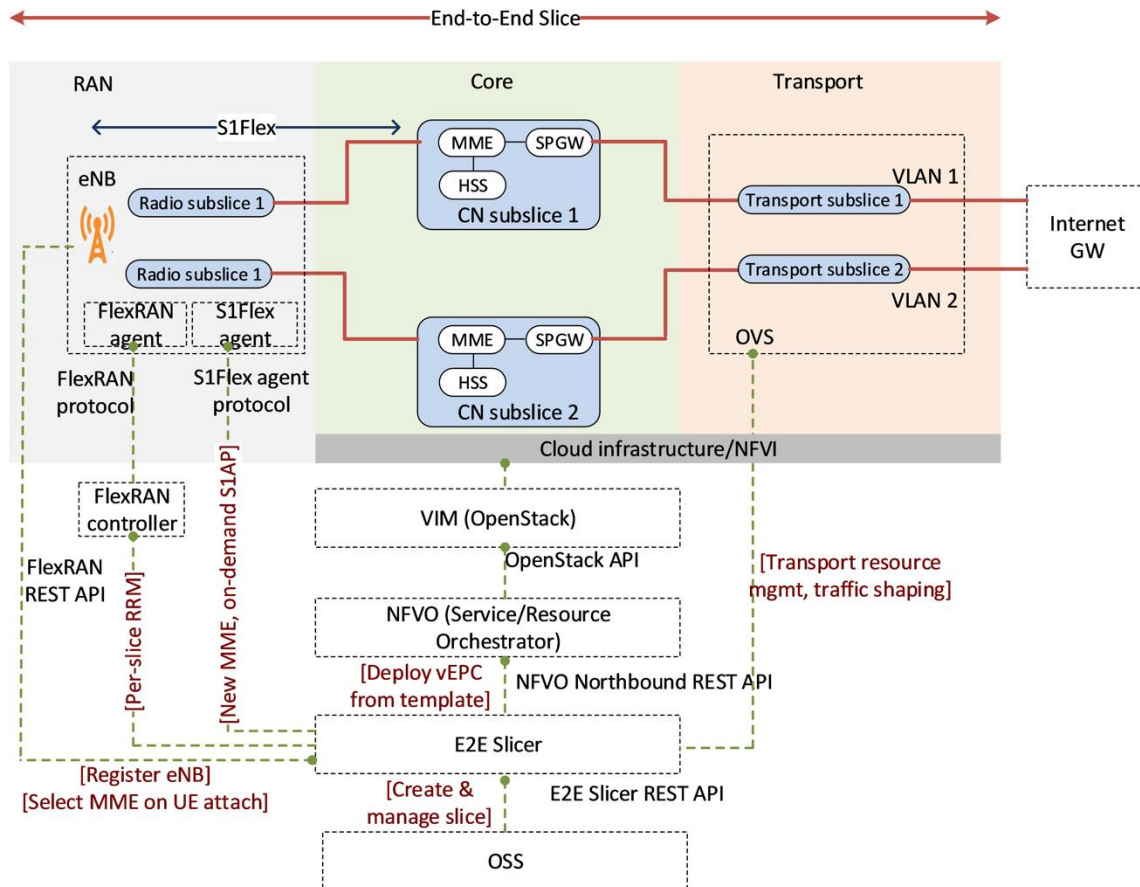 End-to-End Slice
RAN
Core
Transport
S1Flex
eNB
Radio subslice 1
Radio subslice 1
FlexRAN
agent
S1Flex
agent
MME
SPGW
HSS
CN subslice 1
MME
SPGW
HSS
CN subslice 2
VLAN 1
Transport subslice 1
Transport subslice 2
VLAN 2
OVS
Internet
GW
FlexRAN
protocol
S1Flex agent
protocol
Cloud infrastructure/NFVI
FlexRAN
controller
VIM (OpenStack)
OpenStack API
FlexRAN
REST API
[Per-slice RRM]
[New MME, on-demand S1AP]
[Transport resource
mgmt, traffic shaping]
NFVO (Service/Resource
Orchestrator)
[Deploy vEPC
from template]
NFVO Northbound REST API
E2E Slicer
[Register eNB]
[Select MME on UE attach]
[Create &
manage slice]
E2E Slicer REST API
OSS